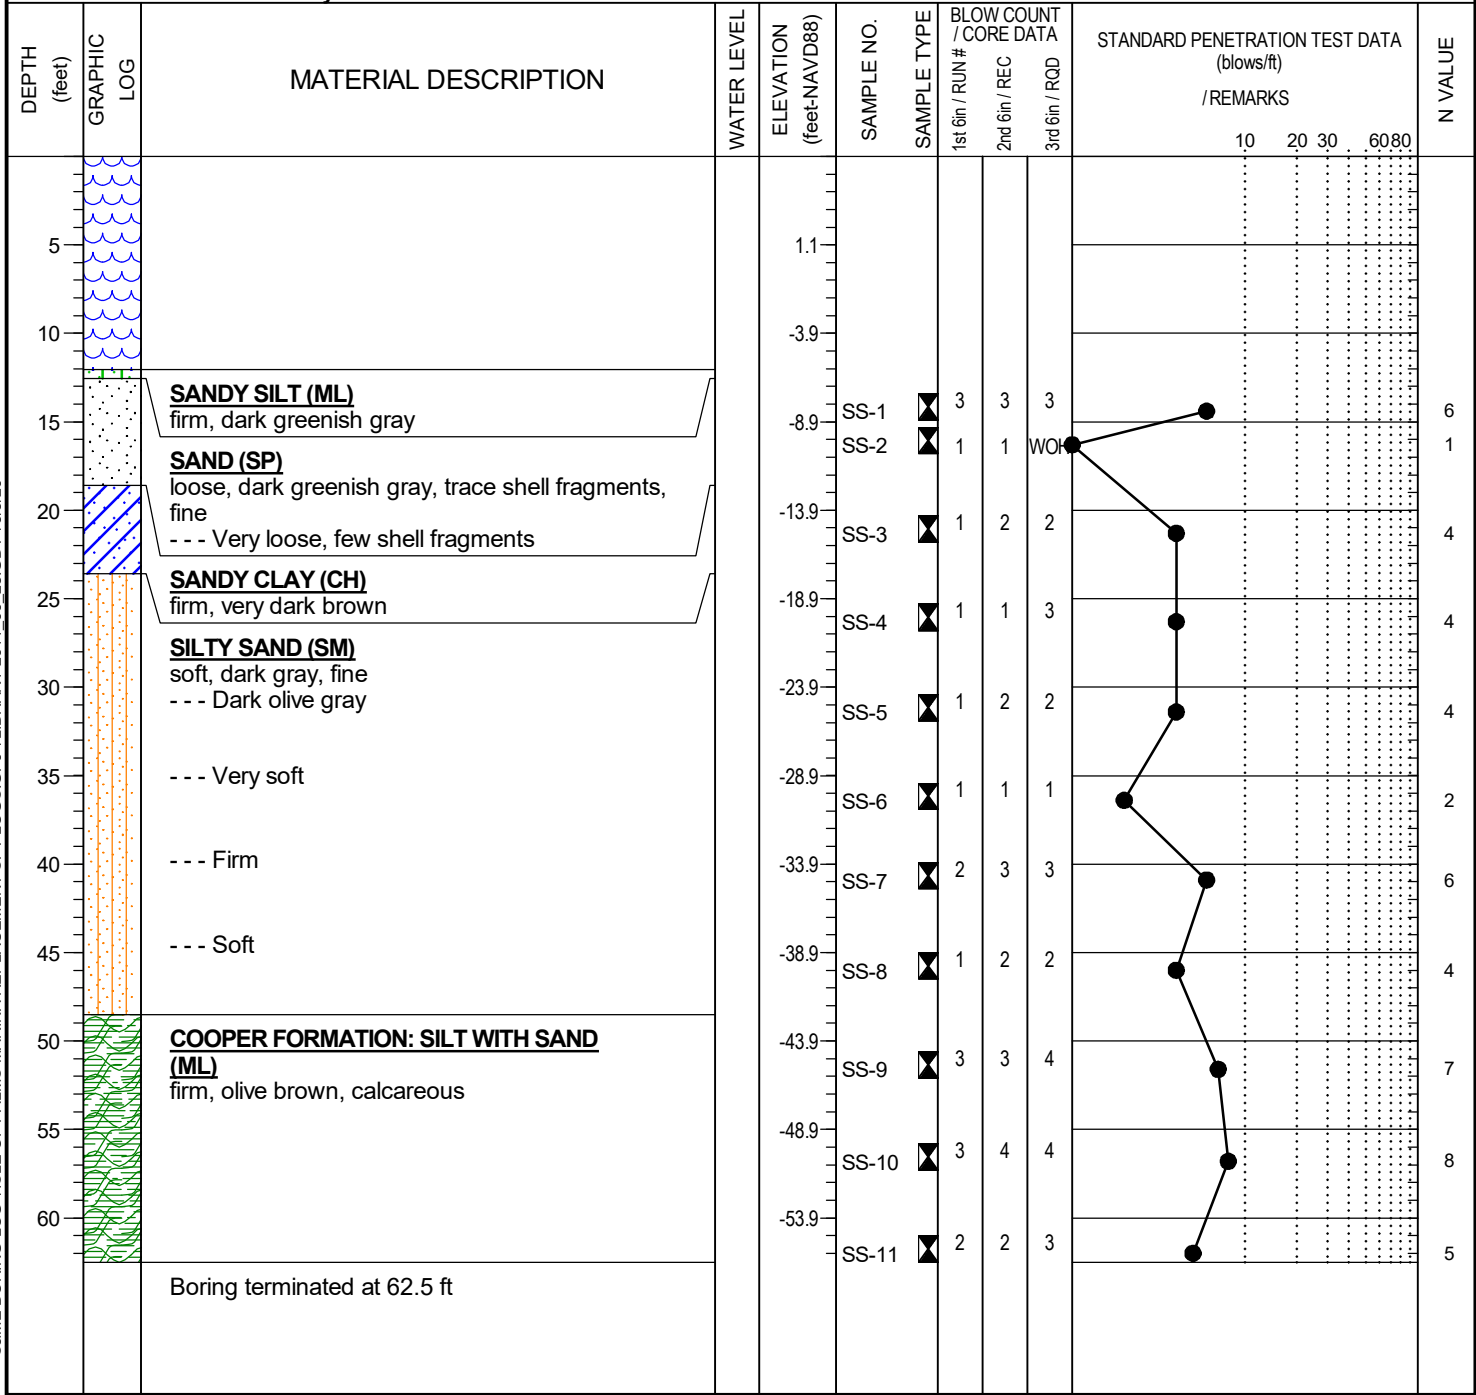 DEPTH
(feet)
GRAPHIC
LOG
MATERIAL DESCRIPTION
WATER LEVEL
ELEVATION
(feet-NAVD88)
SAMPLE NO.
SAMPLE TYPE
BLOW COUNT
/ CORE DATA
1st 6in / RUN #
2nd 6in / REC
3rd 6in / RQD
STANDARD PENETRATION TEST DATA
(blows/ft)
/REMARKS
10 20 30 60 80
N VALUE
5 1.1
10 -3.9
SANDY SILT (ML)
firm, dark greenish gray
SS-1 3 3 3 6
15 -8.9
SS-2 1 1 WOH 1
SAND (SP)
loose, dark greenish gray, trace shell fragments,
fine
20 -13.9
--- Very loose, few shell fragments
SS-3 1 2 2 4
SANDY CLAY (CH)
firm, very dark brown
25 -18.9
SS-4 1 1 3 4
SILTY SAND (SM)
soft, dark gray, fine
30 -23.9
--- Dark olive gray
SS-5 1 2 2 4
35 --- Very soft -28.9
SS-6 1 1 1 2
40 --- Firm -33.9
SS-7 2 3 3 6
45 --- Soft -38.9
SS-8 1 2 2 4
50 -43.9
COOPER FORMATION: SILT WITH SAND
(ML)
firm, olive brown, calcareous
SS-9 3 3 4 7
55 -48.9
SS-10 3 4 4 8
60 -53.9
SS-11 2 2 3 5
Boring terminated at 62.5 ft